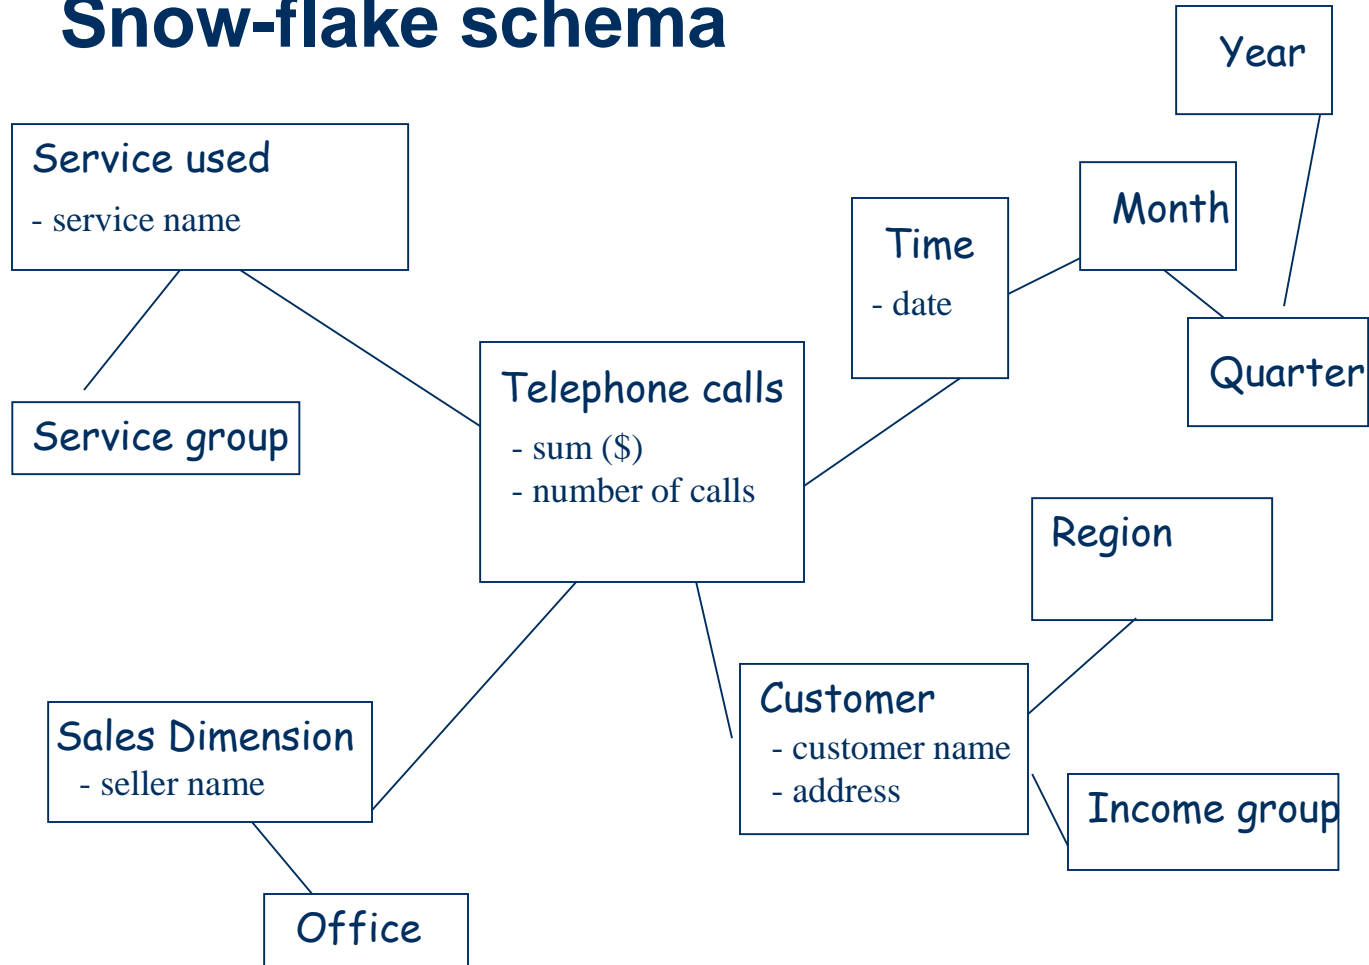 Snow-flake schema
Year
Service used
- service name
Month
Time
- date
Quarter
Telephone calls
- sum ($)
- number of calls
Service group
Region
Customer
- customer name
- address
Sales Dimension
- seller name
Income group
Office